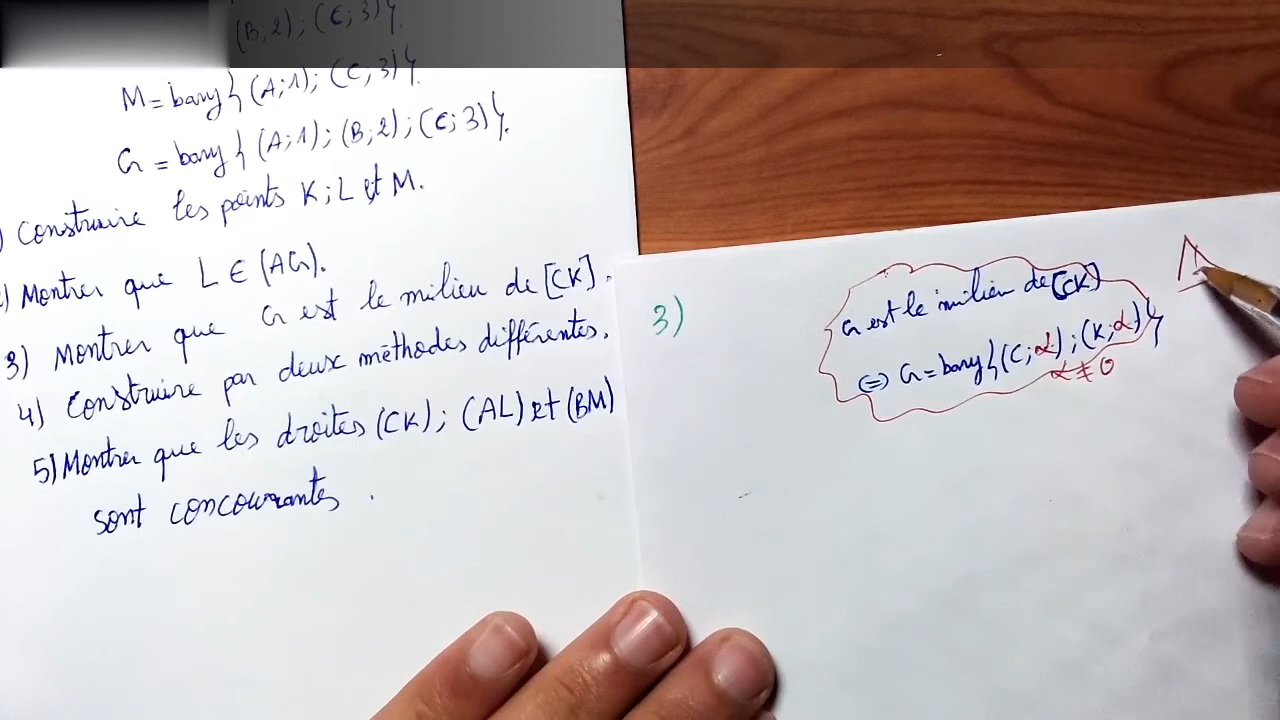 (B;2); (C;3)}.
M = bary{(A;1); (C;3)}.
G = bary{(A;1); (B;2); (C;3)}.
) Construire les points K; L et M.
) Montrer que L ∈ (AG).
3) Montrer que G est le milieu de [CK].
4) Construire par deux méthodes différentes.
5) Montrer que les droites (CK); (AL) et (BM)
sont concourantes.
3)
G est le milieu de [CK]
⇔ G = bary{(C;α); (K;α)}
α ≠ 0